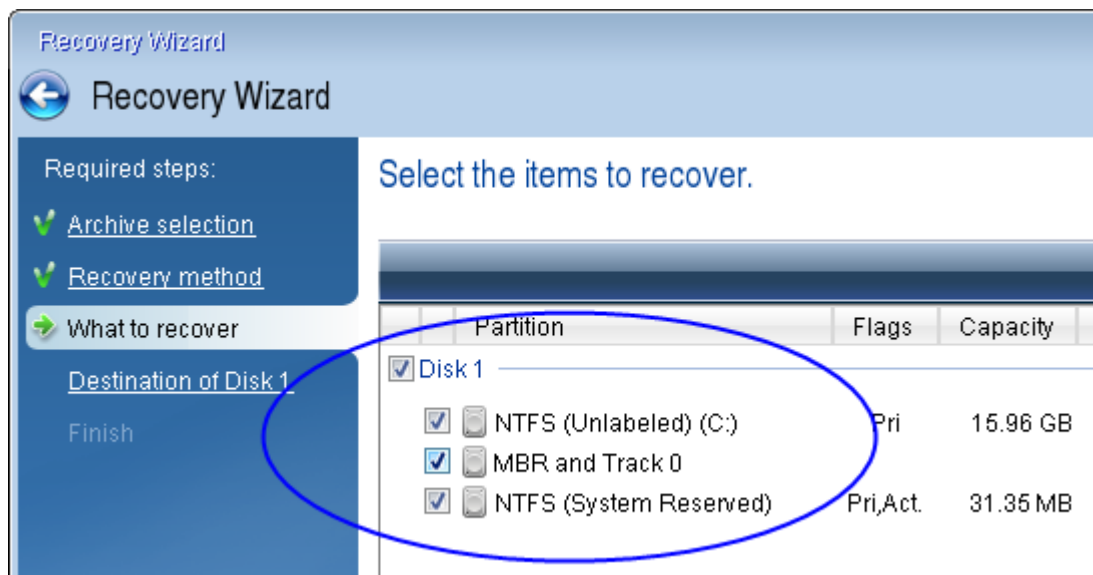 Recovery Wizard
Recovery Wizard
Required steps:
Archive selection
Recovery method
What to recover
Destination of Disk 1
Finish
Select the items to recover.
Partition Flags Capacity
Disk 1
NTFS (Unlabeled) (C:) Pri 15.96 GB
MBR and Track 0
NTFS (System Reserved) Pri,Act. 31.35 MB